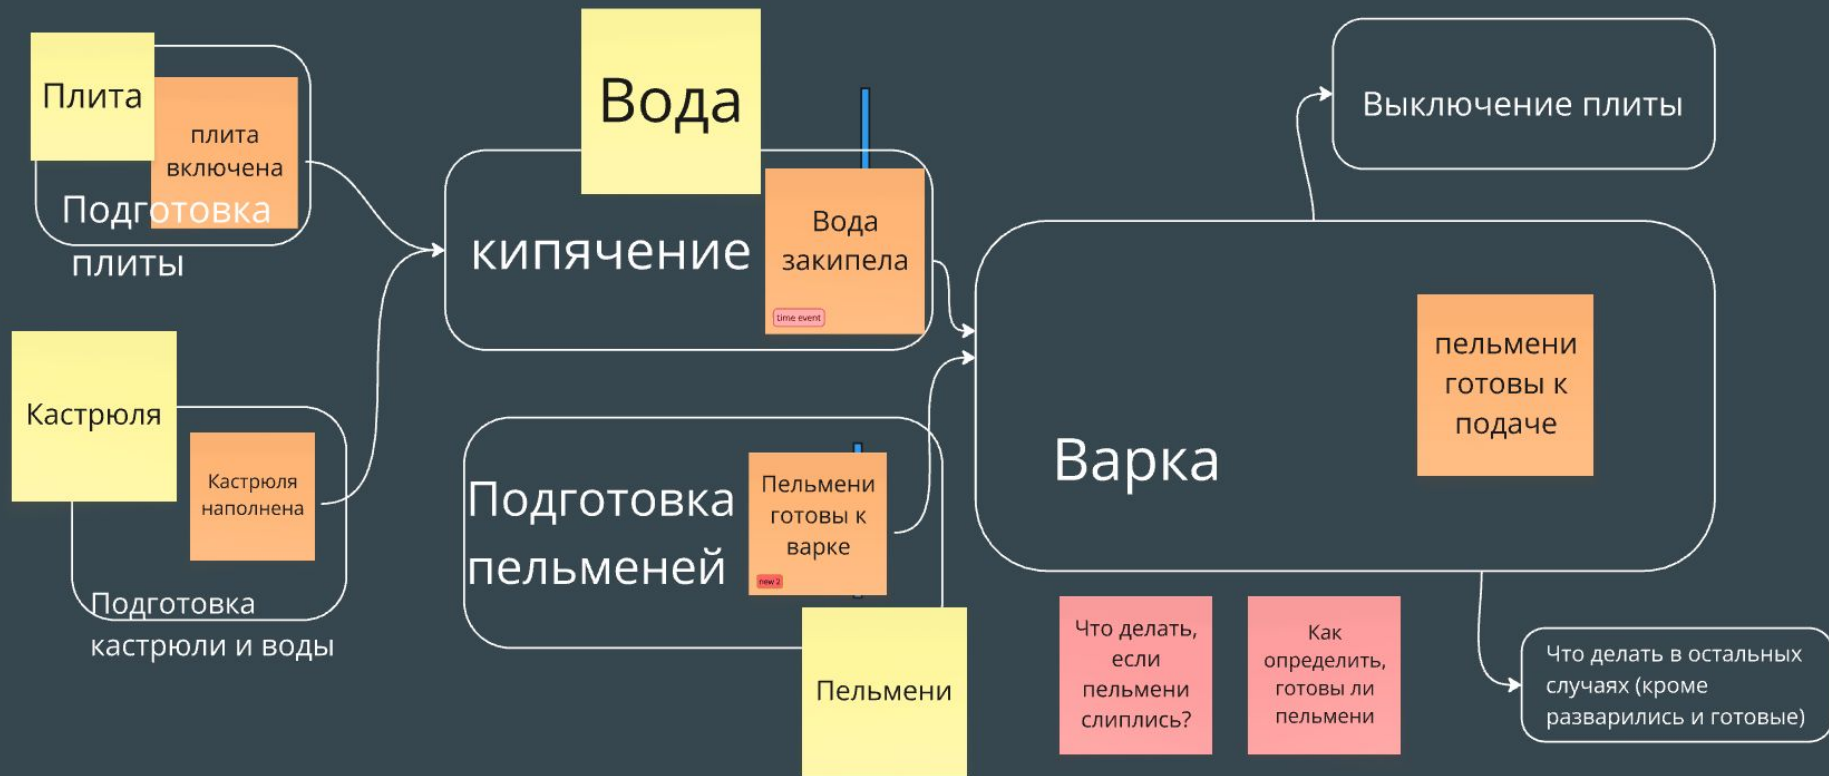 Плита
плита
включена
Подготовка
плиты
Кастрюля
Кастрюля
наполнена
Подготовка
кастрюли и воды
Вода
кипячение
Вода
закипела
time event
Подготовка
пельменей
Пельмени
готовы к
варке
new 2
Пельмени
Выключение плиты
Варка
пельмени
готовы к
подаче
Что делать,
если
пельмени
слиплись?
Как
определить,
готовы ли
пельмени
Что делать в остальных
случаях (кроме
разварились и готовые)